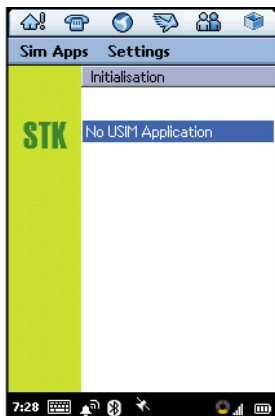 Sim Apps Settings
Initialisation
STK
No USIM Application
7:28